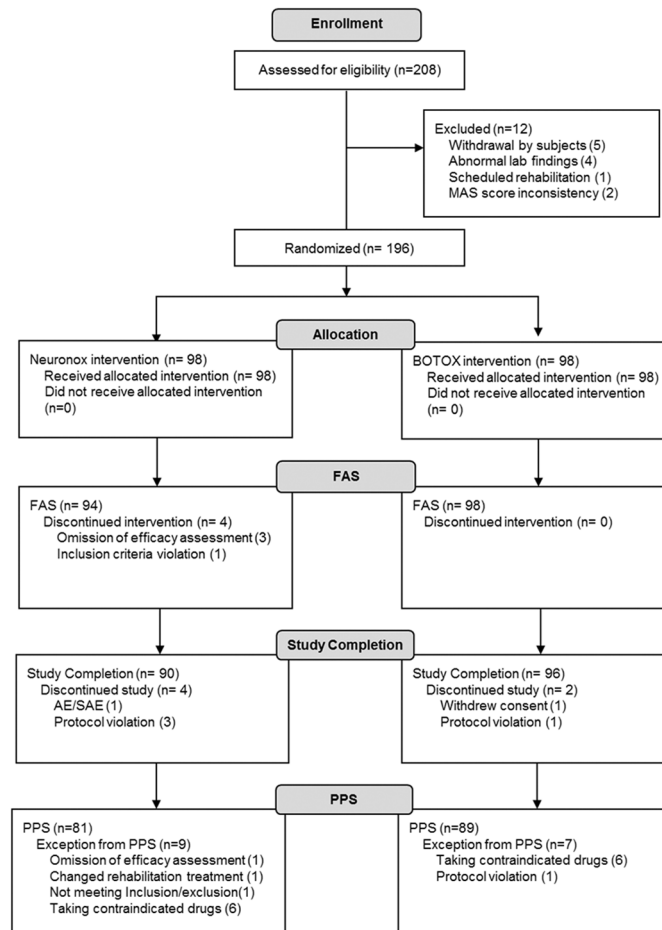 Enrollment
Assessed for eligibility (n=208)
Excluded (n=12)
Withdrawal by subjects (5)
Abnormal lab findings (4)
Scheduled rehabilitation (1)
MAS score inconsistency (2)
Randomized (n= 196)
Allocation
Neuronox intervention (n= 98)
Received allocated intervention (n= 98)
Did not receive allocated intervention
(n=0)
BOTOX intervention (n= 98)
Received allocated intervention (n= 98)
Did not receive allocated intervention
(n= 0)
FAS
FAS (n= 94)
Discontinued intervention (n= 4)
Omission of efficacy assessment (3)
Inclusion criteria violation (1)
FAS (n= 98)
Discontinued intervention (n= 0)
Study Completion
Study Completion (n= 90)
Discontinued study (n= 4)
AE/SAE (1)
Protocol violation (3)
Study Completion (n= 96)
Discontinued study (n= 2)
Withdrew consent (1)
Protocol violation (1)
PPS
PPS (n=81)
Exception from PPS (n=9)
Omission of efficacy assessment (1)
Changed rehabilitation treatment (1)
Not meeting Inclusion/exclusion(1)
Taking contraindicated drugs (6)
PPS (n=89)
Exception from PPS (n=7)
Taking contraindicated drugs (6)
Protocol violation (1)